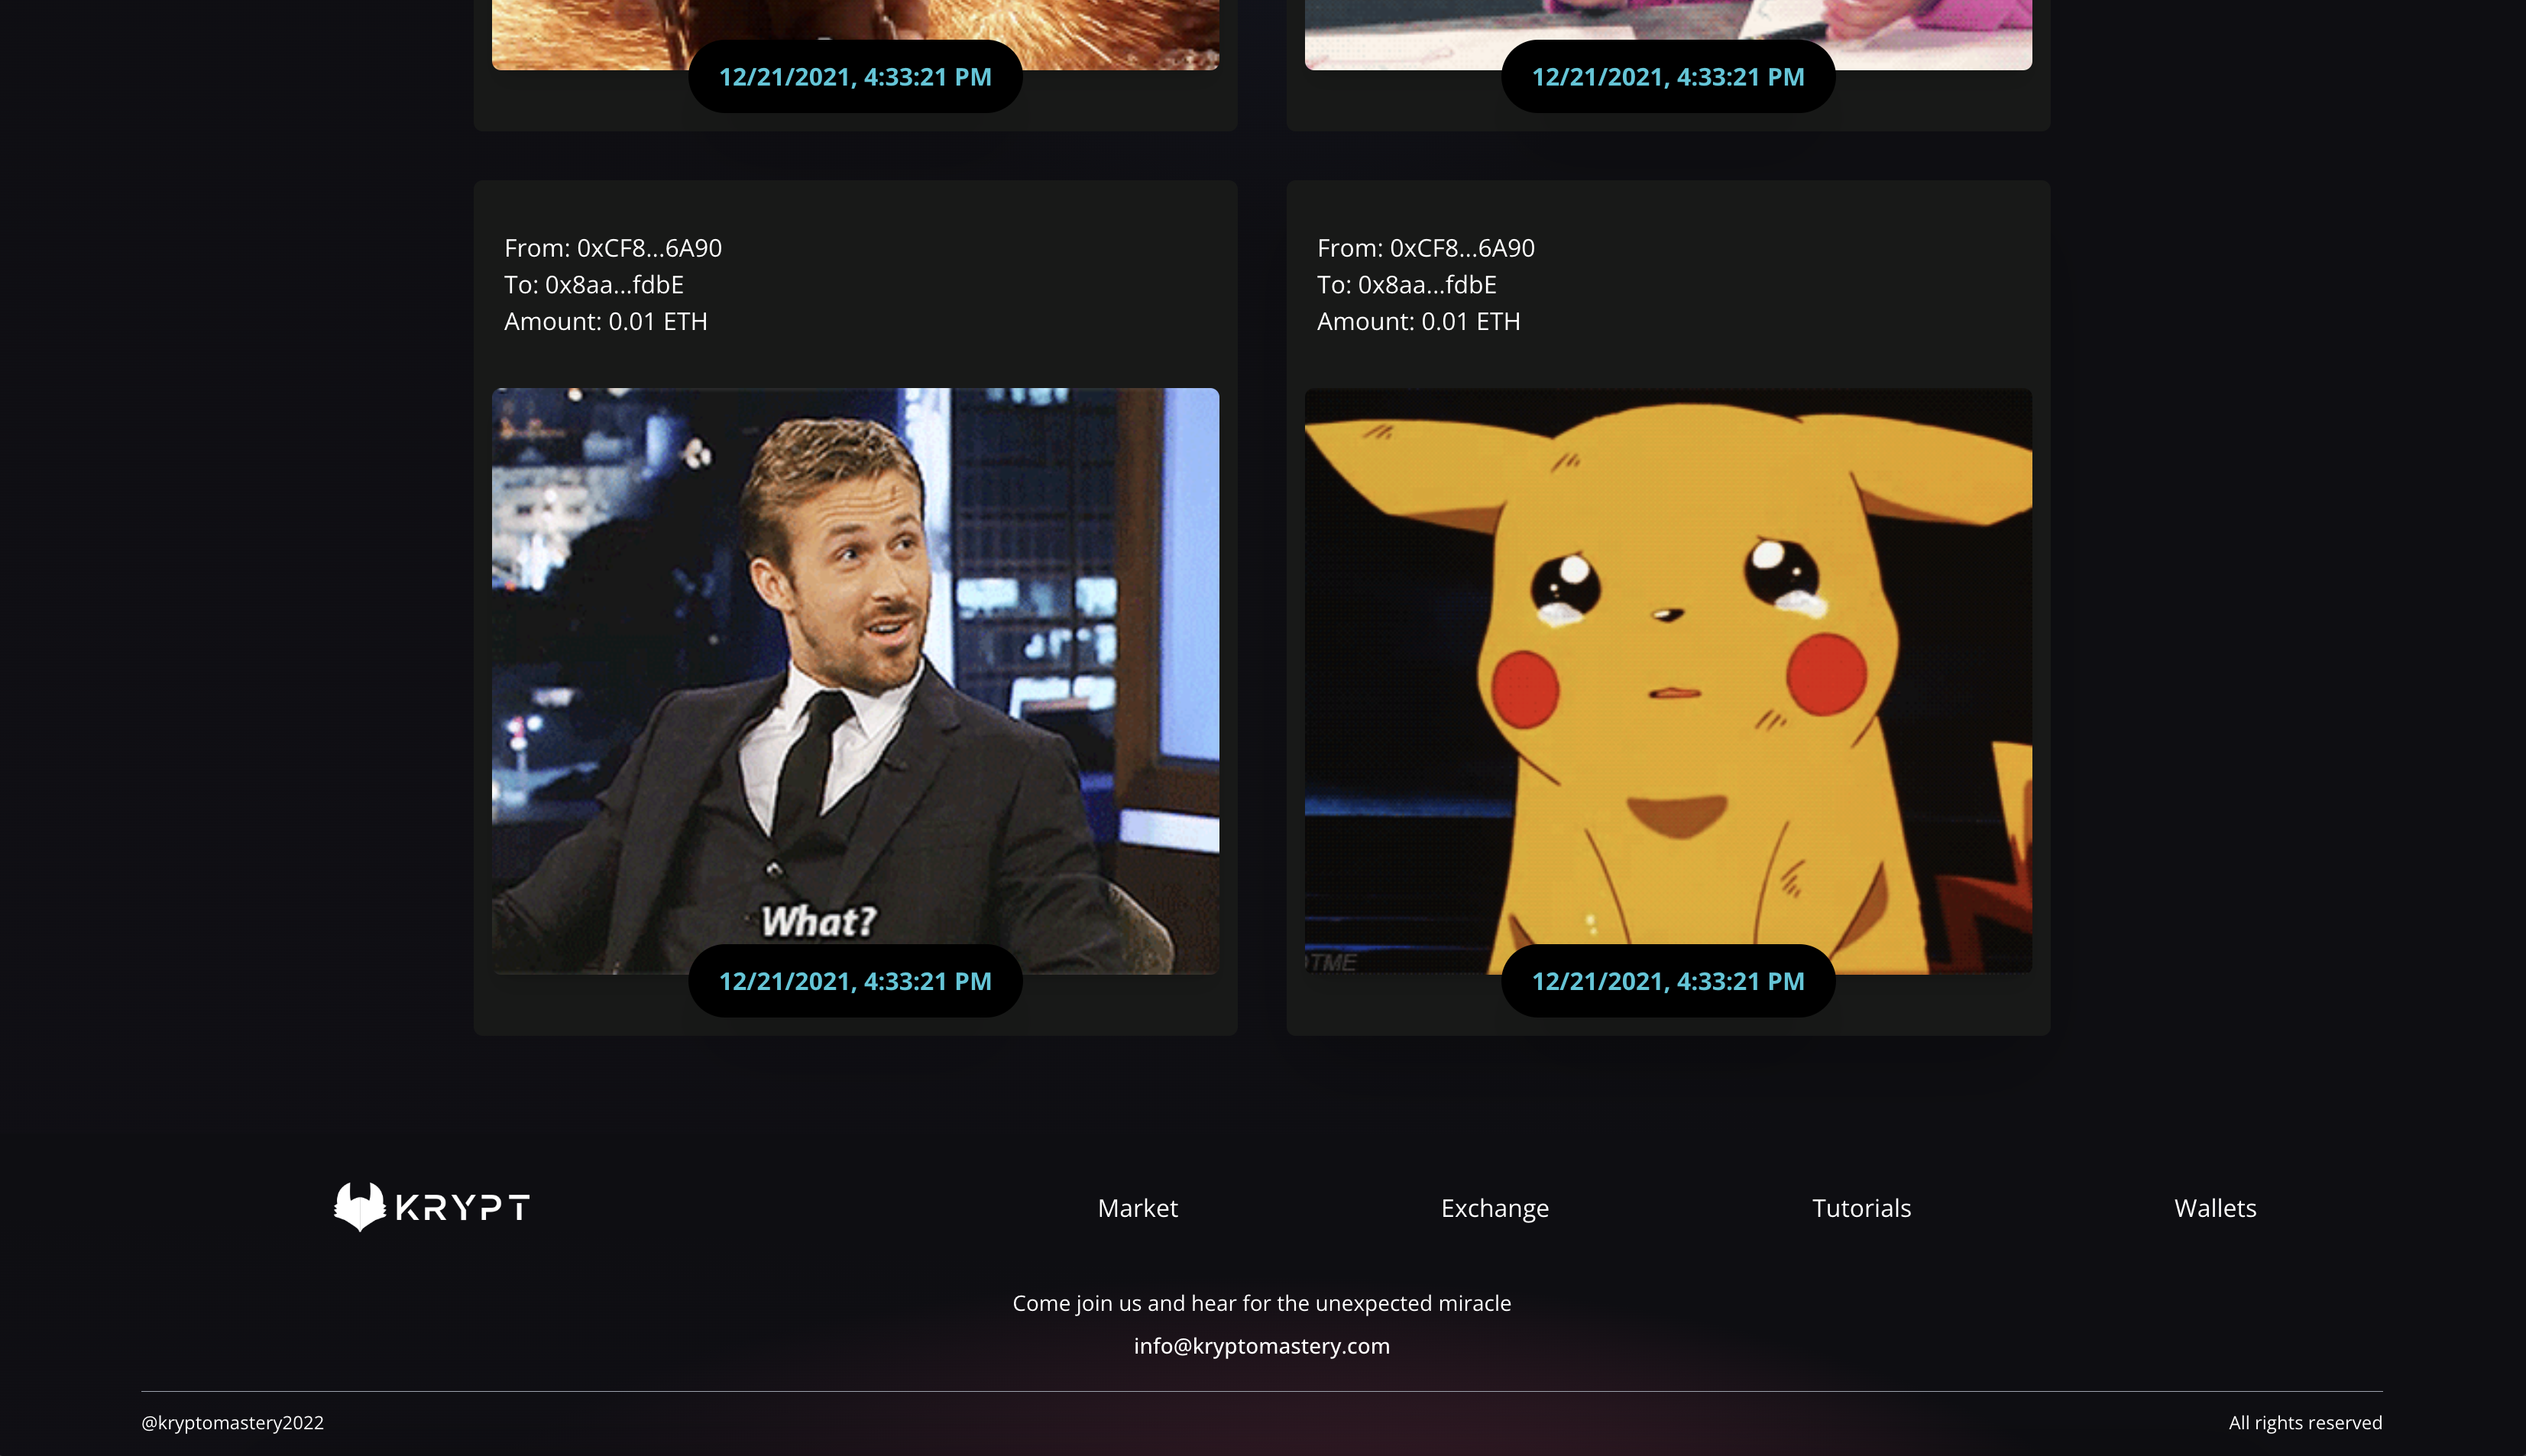 12/21/2021, 4:33:21 PM
12/21/2021, 4:33:21 PM
From: 0xCF8...6A90
To: 0x8aa...fdbE
Amount: 0.01 ETH
What?
12/21/2021, 4:33:21 PM
From: 0xCF8...6A90
To: 0x8aa...fdbE
Amount: 0.01 ETH
TME
12/21/2021, 4:33:21 PM
KRYPT
Market
Exchange
Tutorials
Wallets
Come join us and hear for the unexpected miracle
info@kryptomastery.com
@kryptomastery2022
All rights reserved